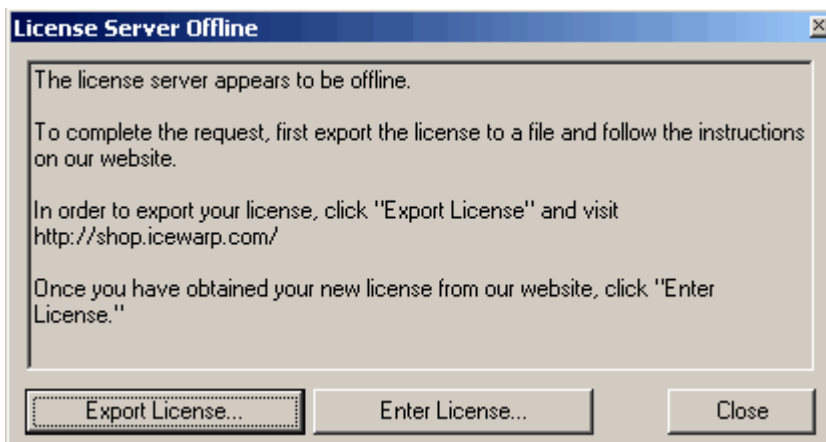 License Server Offline
The license server appears to be offline.
To complete the request, first export the license to a file and follow the instructions
on our website.
In order to export your license, click "Export License" and visit
http://shop.icewarp.com/
Once you have obtained your new license from our website, click "Enter
License."
Export License...
Enter License...
Close